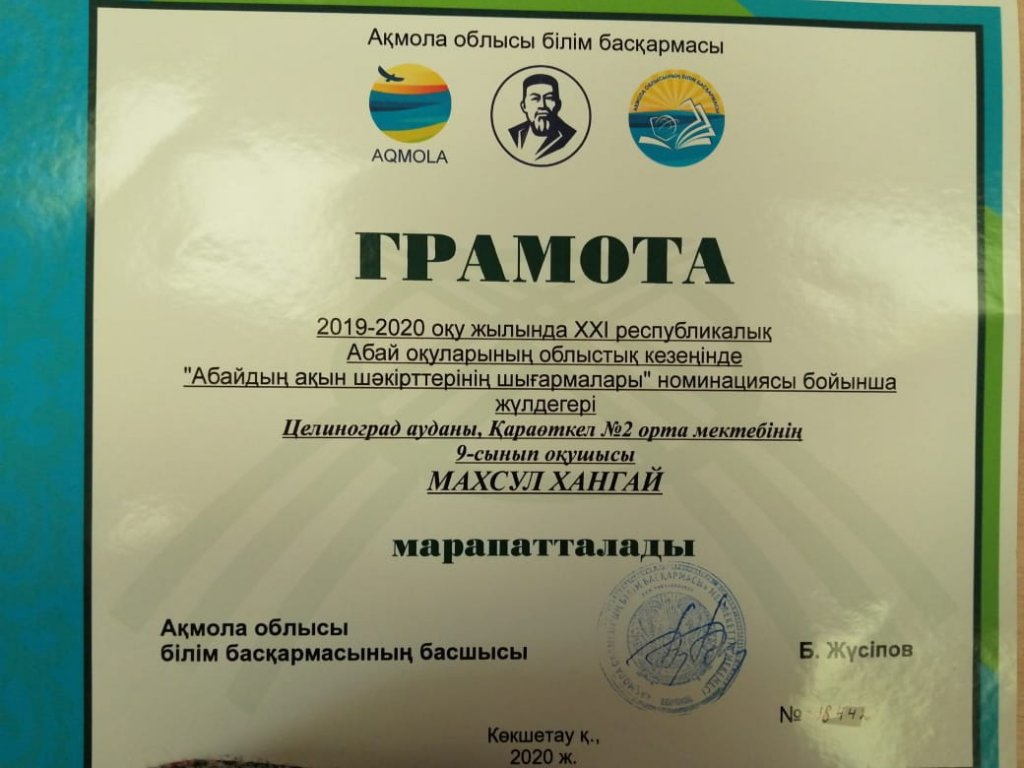 Ақмола облысы білім басқармасы
AQMOLA
ГРАМОТА
2019-2020 оқу жылында XXI республикалық
Абай оқуларының облыстық кезеңінде
"Абайдың ақын шәкірттерінің шығармалары" номинациясы бойынша
жүлдегері
Целиноград ауданы, Қараөткел №2 орта мектебінің
9-сынып оқушысы
МАХСУЛ ХАНГАЙ
марапатталады
Ақмола облысы
білім басқармасының басшысы
Б. Жүсіпов
№ 18442
Көкшетау қ.,
2020 ж.